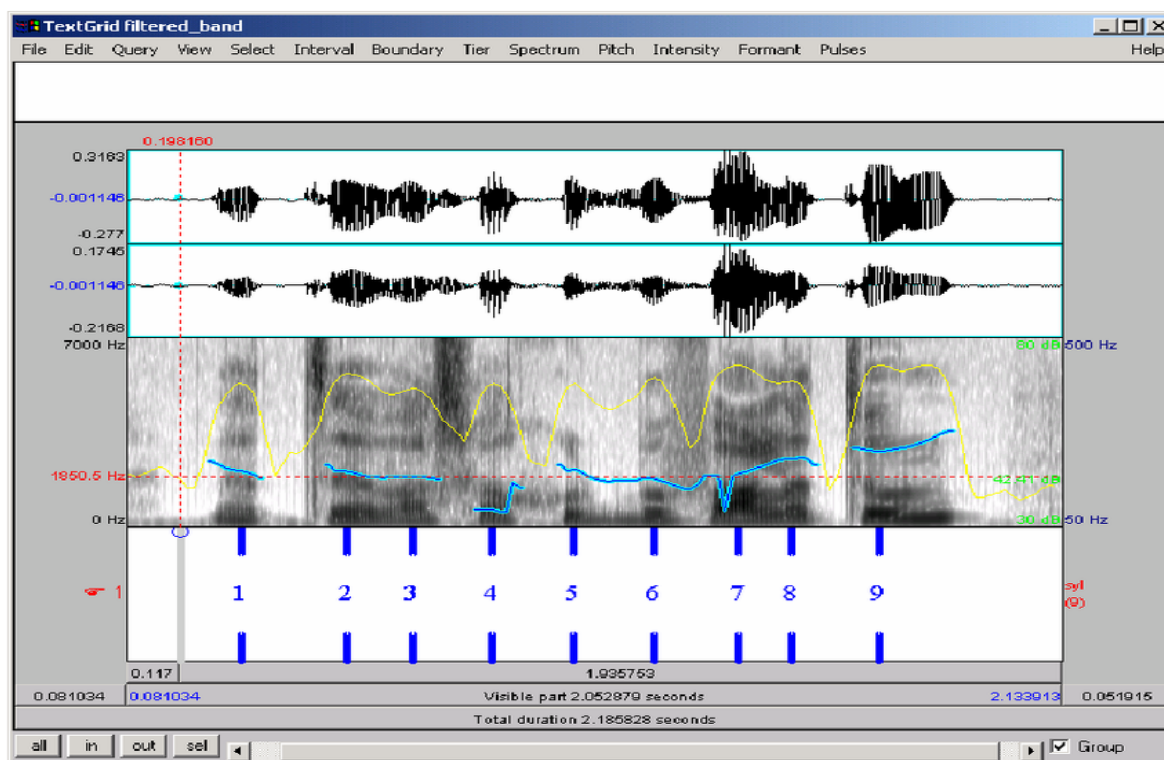 TextGrid filtered_band
File Edit Query View Select Interval Boundary Tier Spectrum Pitch Intensity Formant Pulses Help
0.198160
0.3163
-0.001146
-0.277
0.1745
-0.001146
-0.2168
7000 Hz 80 dB 500 Hz
1850.5 Hz 42.41 dB
0 Hz 30 dB 50 Hz
1 1 2 3 4 5 6 7 8 9 syl
(9)
0.117 1.935753
0.081034 0.081034 Visible part 2.052879 seconds 2.133913 0.051915
Total duration 2.185828 seconds
all in out sel Group